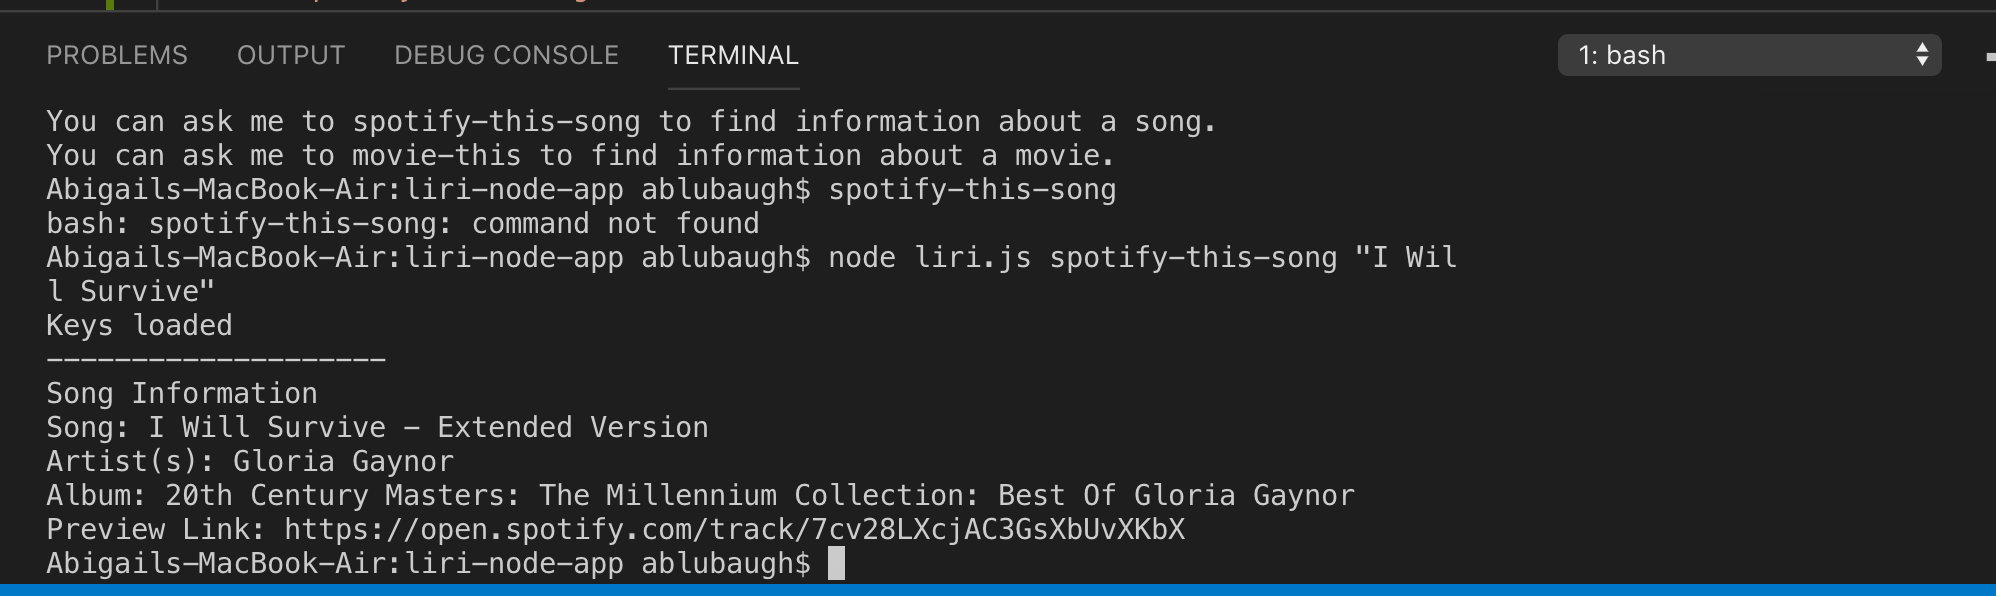 PROBLEMS OUTPUT DEBUG CONSOLE TERMINAL 1: bash
You can ask me to spotify-this-song to find information about a song.
You can ask me to movie-this to find information about a movie.
Abigails-MacBook-Air:liri-node-app ablubaugh$ spotify-this-song
bash: spotify-this-song: command not found
Abigails-MacBook-Air:liri-node-app ablubaugh$ node liri.js spotify-this-song "I Wil
l Survive"
Keys loaded
--------------------
Song Information
Song: I Will Survive - Extended Version
Artist(s): Gloria Gaynor
Album: 20th Century Masters: The Millennium Collection: Best Of Gloria Gaynor
Preview Link: https://open.spotify.com/track/7cv28LXcjAC3GsXbUvXKbX
Abigails-MacBook-Air:liri-node-app ablubaugh$